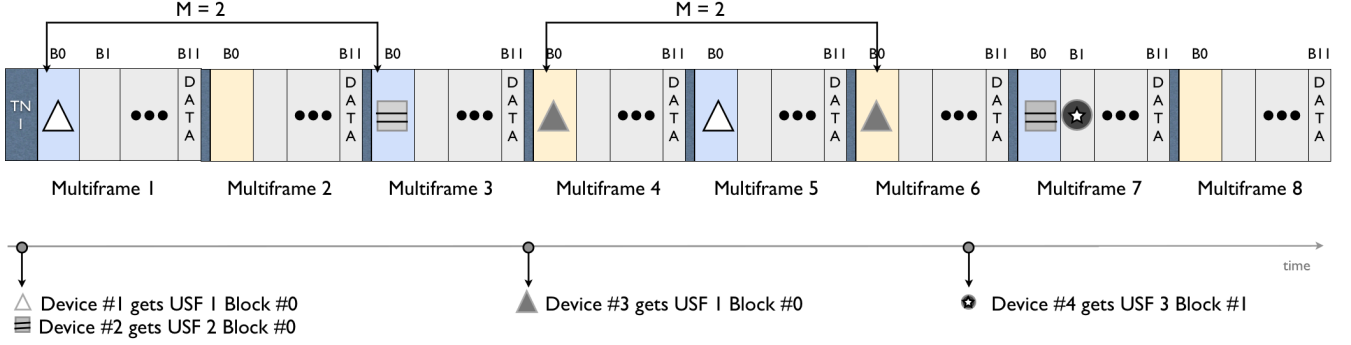 M = 2 M = 2
B0 B1 B11 B0 B11 B0 B11 B0 B11 B0 B11 B0 B11 B0 B1 B11 B0 B11
TN 1 DATA DATA DATA DATA DATA DATA DATA DATA
Multiframe 1 Multiframe 2 Multiframe 3 Multiframe 4 Multiframe 5 Multiframe 6 Multiframe 7 Multiframe 8
time
Device #1 gets USF 1 Block #0 Device #3 gets USF 1 Block #0 Device #4 gets USF 3 Block #1
Device #2 gets USF 2 Block #0